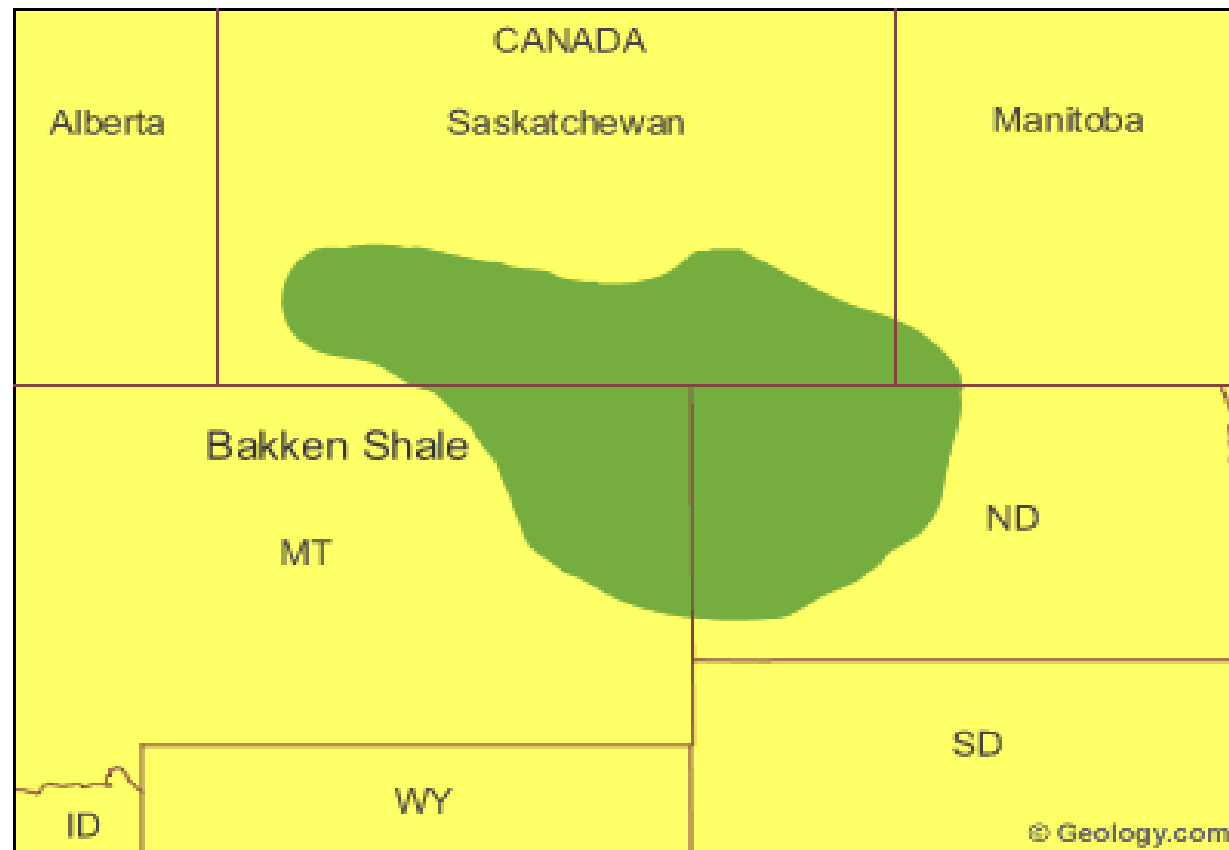 CANADA
Alberta
Saskatchewan
Manitoba
Bakken Shale
MT
ND
SD
WY
ID
© Geology.com